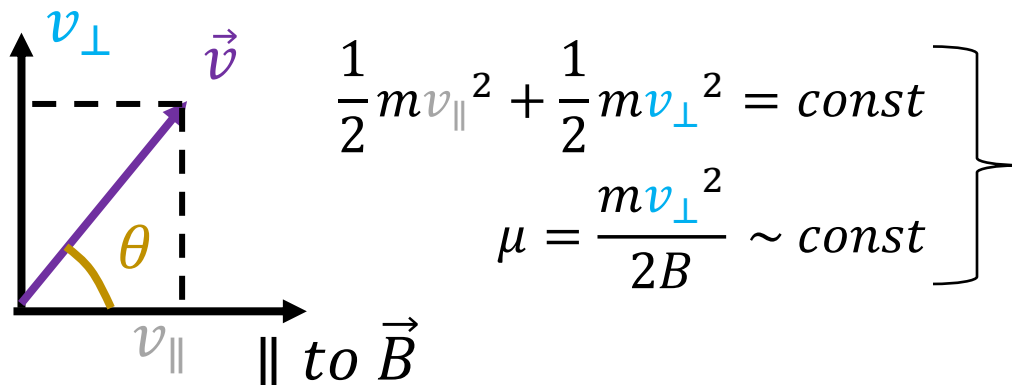 v⊥
v⃗
θ
v∥
∥ to B⃗
1/2 mv∥² + 1/2 mv⊥² = const
μ = mv⊥²/2B ~ const